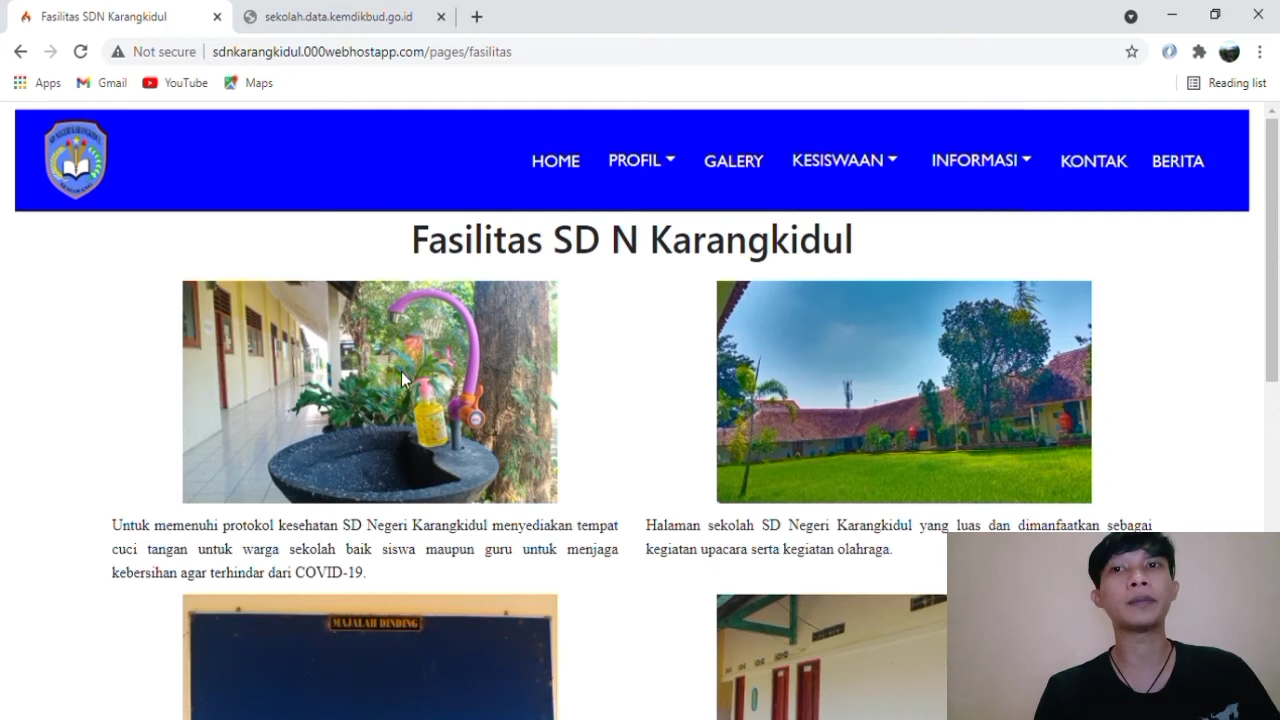 Fasilitas SDN Karangkidul
sekolah.data.kemdikbud.go.id
Not secure
sdnkarangkidul.000webhostapp.com/pages/fasilitas
Apps
Gmail
YouTube
Maps
Reading list
HOME
PROFIL
GALERY
KESISWAAN
INFORMASI
KONTAK
BERITA
Fasilitas SD N Karangkidul
Untuk memenuhi protokol kesehatan SD Negeri Karangkidul menyediakan tempat
cuci tangan untuk warga sekolah baik siswa maupun guru untuk menjaga
kebersihan agar terhindar dari COVID-19.
Halaman sekolah SD Negeri Karangkidul yang luas dan dimanfaatkan sebagai
kegiatan upacara serta kegiatan olahraga.
MAJALAH DINDING